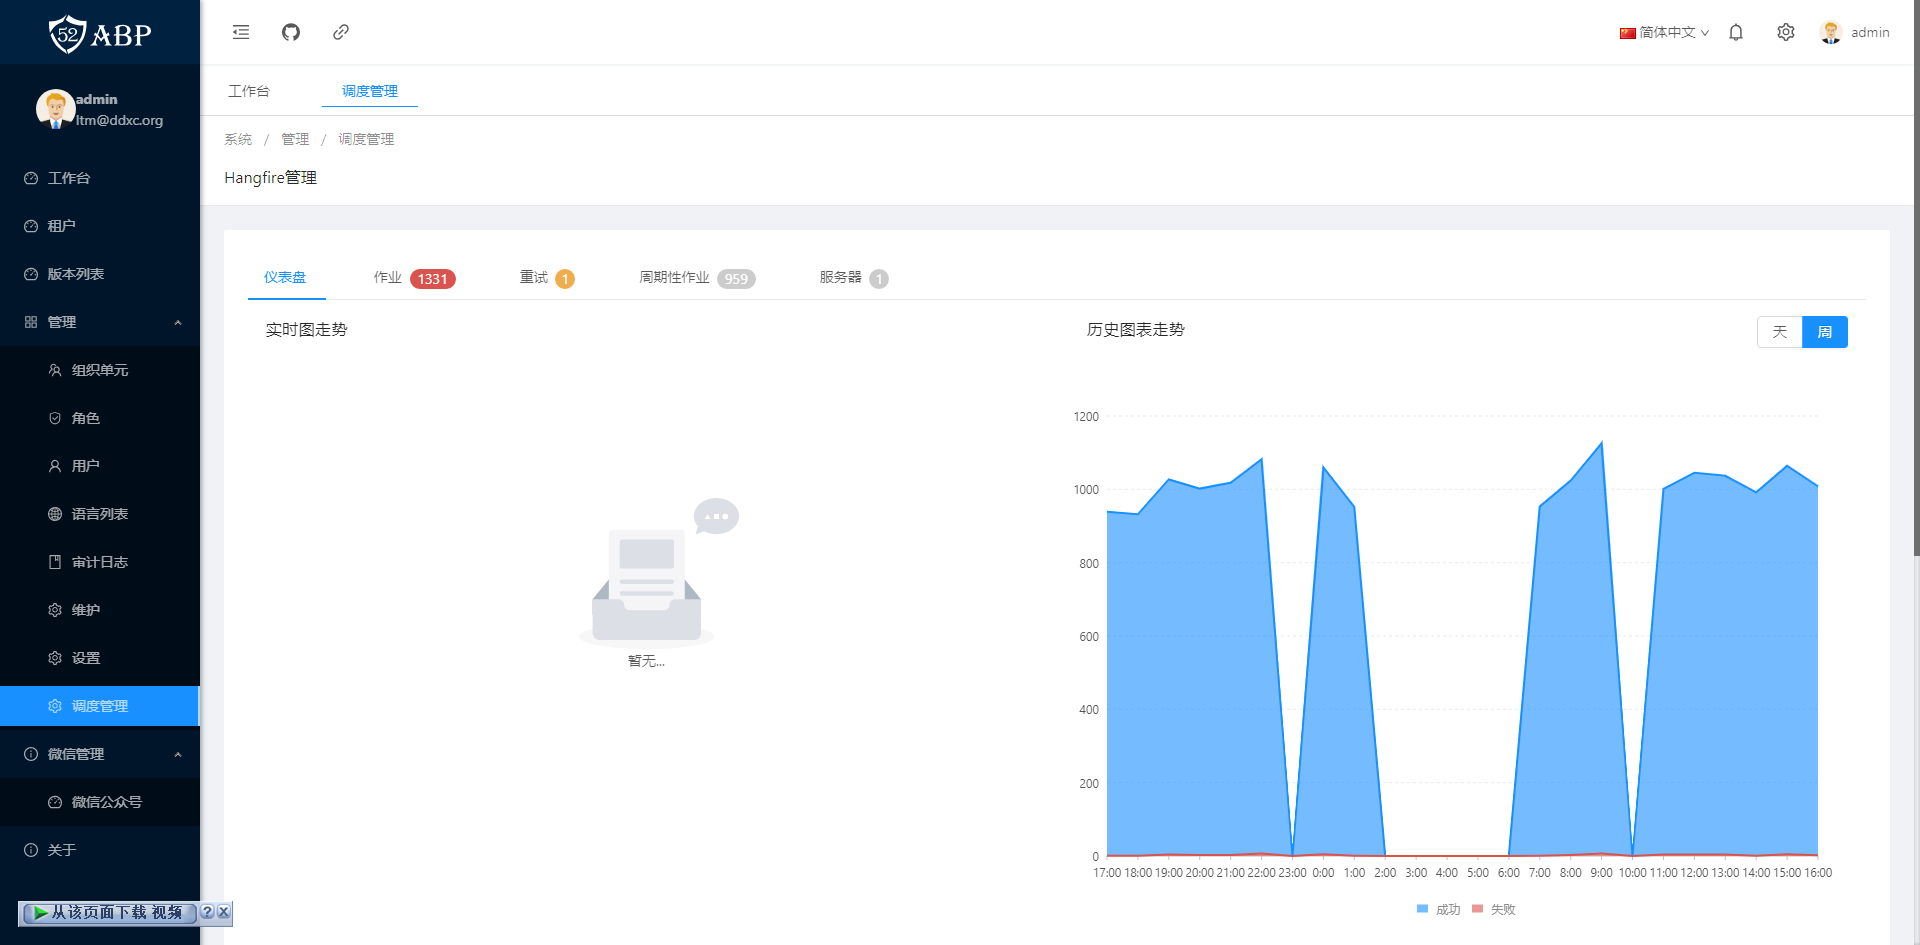 52 ABP
简体中文
admin
admin
ltm@ddxc.org
工作台
租户
版本列表
管理
组织单元
角色
用户
语言列表
审计日志
维护
设置
调度管理
微信管理
微信公众号
关于
从该页面下载 视频 ? X
工作台 调度管理
系统 / 管理 / 调度管理
Hangfire管理
仪表盘 作业 1331 重试 1 周期性作业 959 服务器 1
实时图走势
暂无...
历史图表走势
天 周
1200
1000
800
600
400
200
0
17:00 18:00 19:00 20:00 21:00 22:00 23:00 0:00 1:00 2:00 3:00 4:00 5:00 6:00 7:00 8:00 9:00 10:00 11:00 12:00 13:00 14:00 15:00 16:00
成功 失败